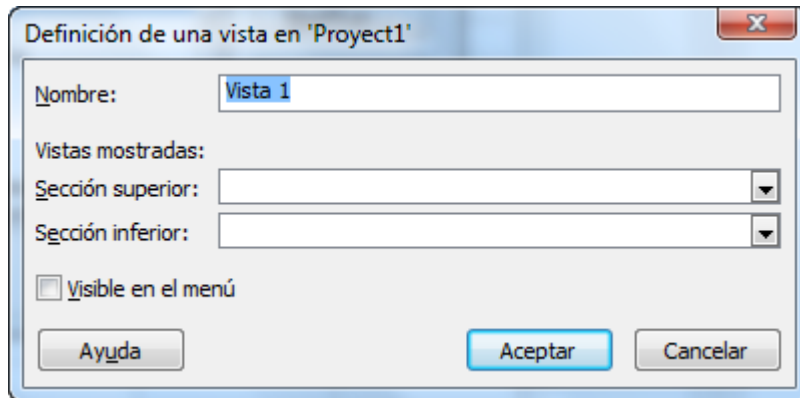 Definición de una vista en 'Proyect1'
Nombre: Vista 1
Vistas mostradas:
Sección superior:
Sección inferior:
Visible en el menú
Ayuda Aceptar Cancelar